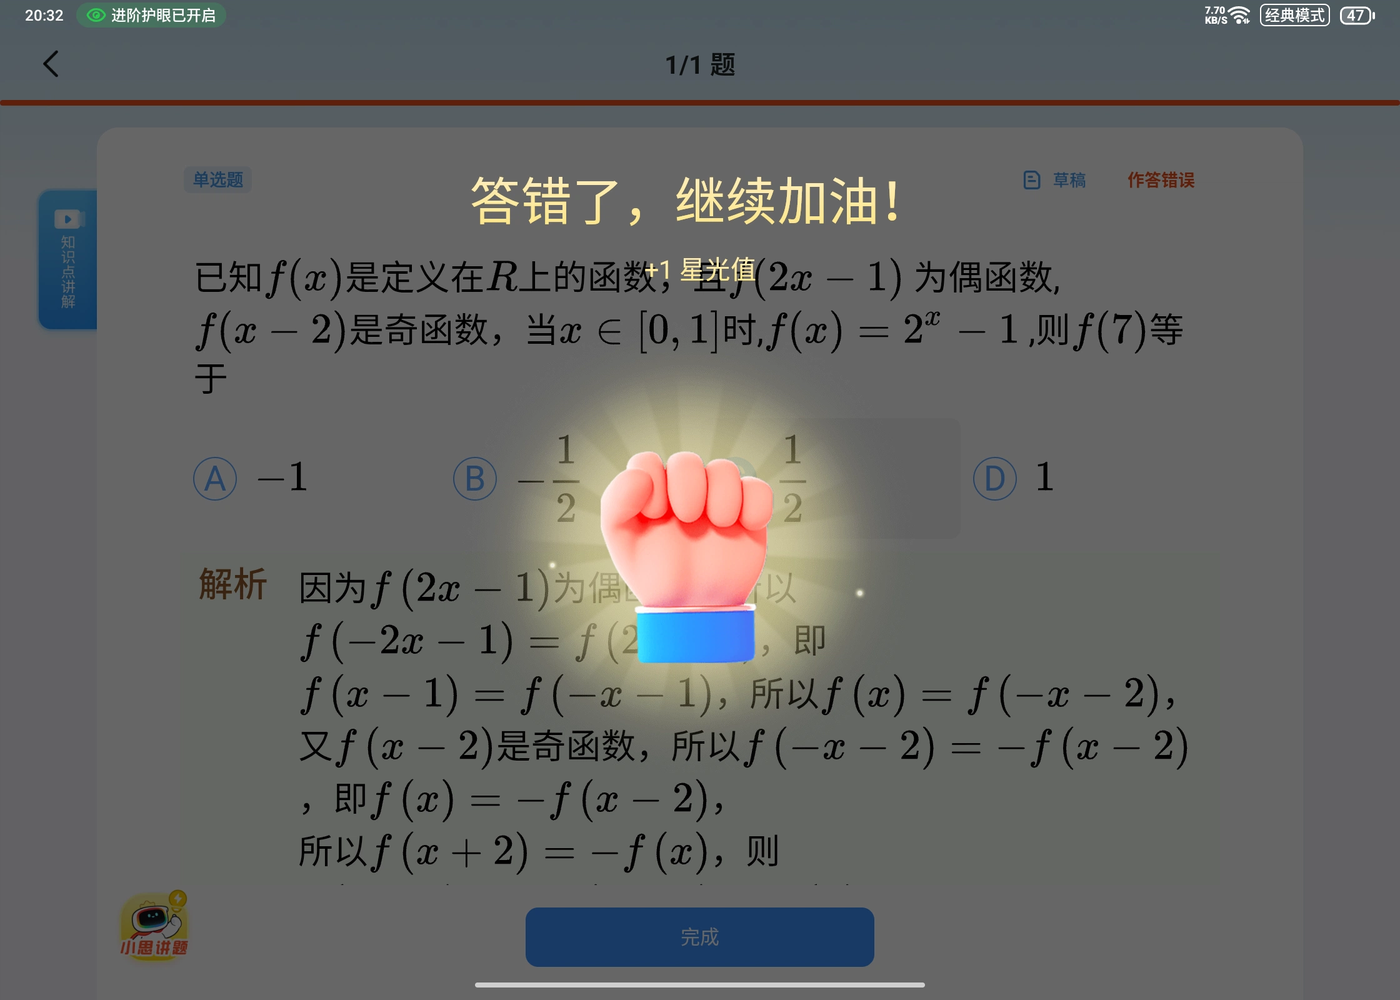 20:32 进阶护眼已开启 7.70 KB/S 经典模式 47
1/1 题
单选题 草稿 作答错误
答错了，继续加油！
+1 星光值
知识点讲解
已知f(x)是定义在R上的函数，且f(2x − 1) 为偶函数,
f(x − 2)是奇函数，当x ∈ [0, 1]时,f(x) = 2^x − 1 ,则f(7)等
于
A −1 B −1/2 1/2 D 1
解析 因为f (2x − 1)为偶 以
f (−2x − 1) = f (2 ，即
f (x − 1) = f (−x − 1)，所以f (x) = f (−x − 2)，
又f (x − 2)是奇函数，所以f (−x − 2) = −f (x − 2)
，即f (x) = −f (x − 2)，
所以f (x + 2) = −f (x)，则
小思讲题
完成